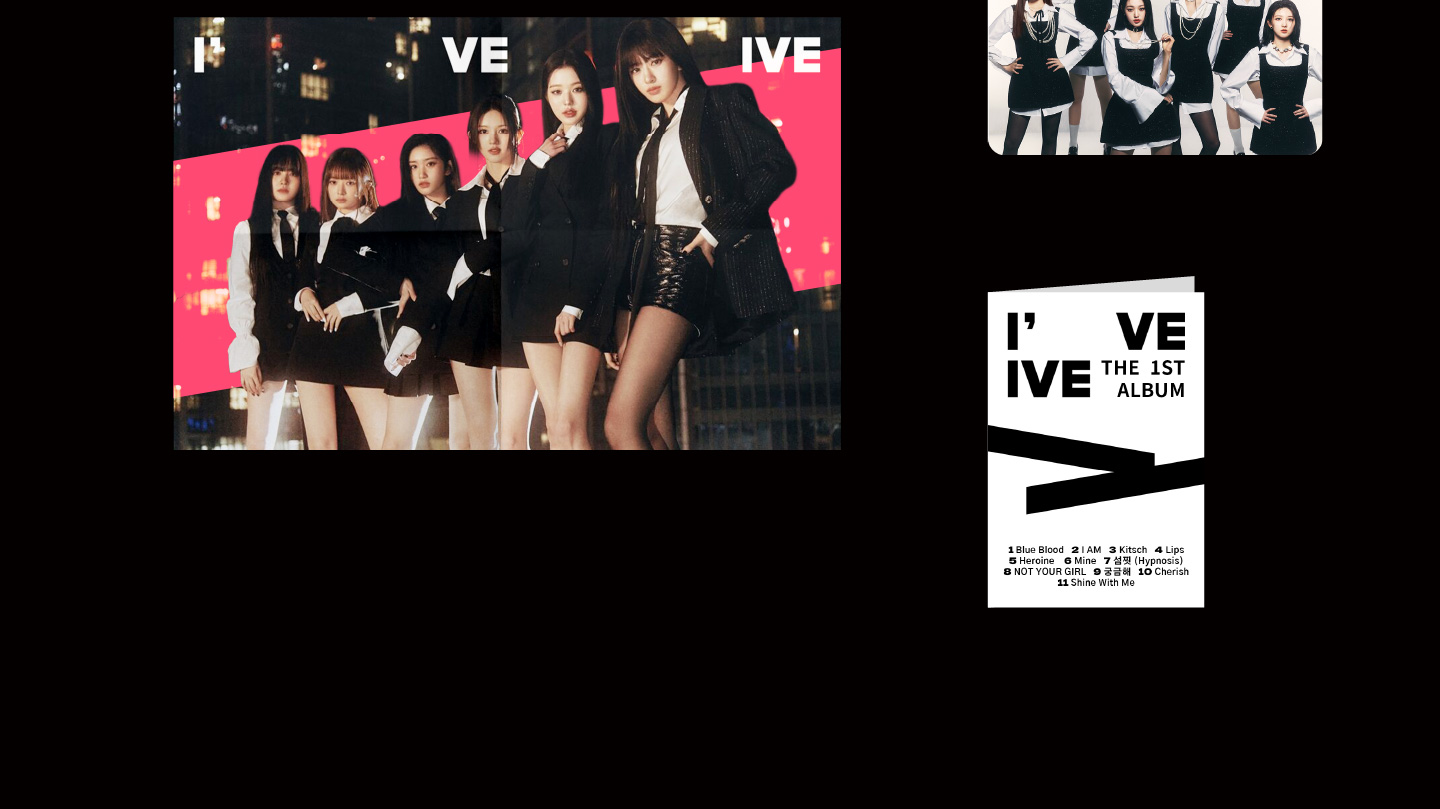 I’ VE IVE
I’ VE
IVE THE 1ST
ALBUM
1 Blue Blood 2 I AM 3 Kitsch 4 Lips
5 Heroine 6 Mine 7 섬찟 (Hypnosis)
8 NOT YOUR GIRL 9 궁금해 10 Cherish
11 Shine With Me